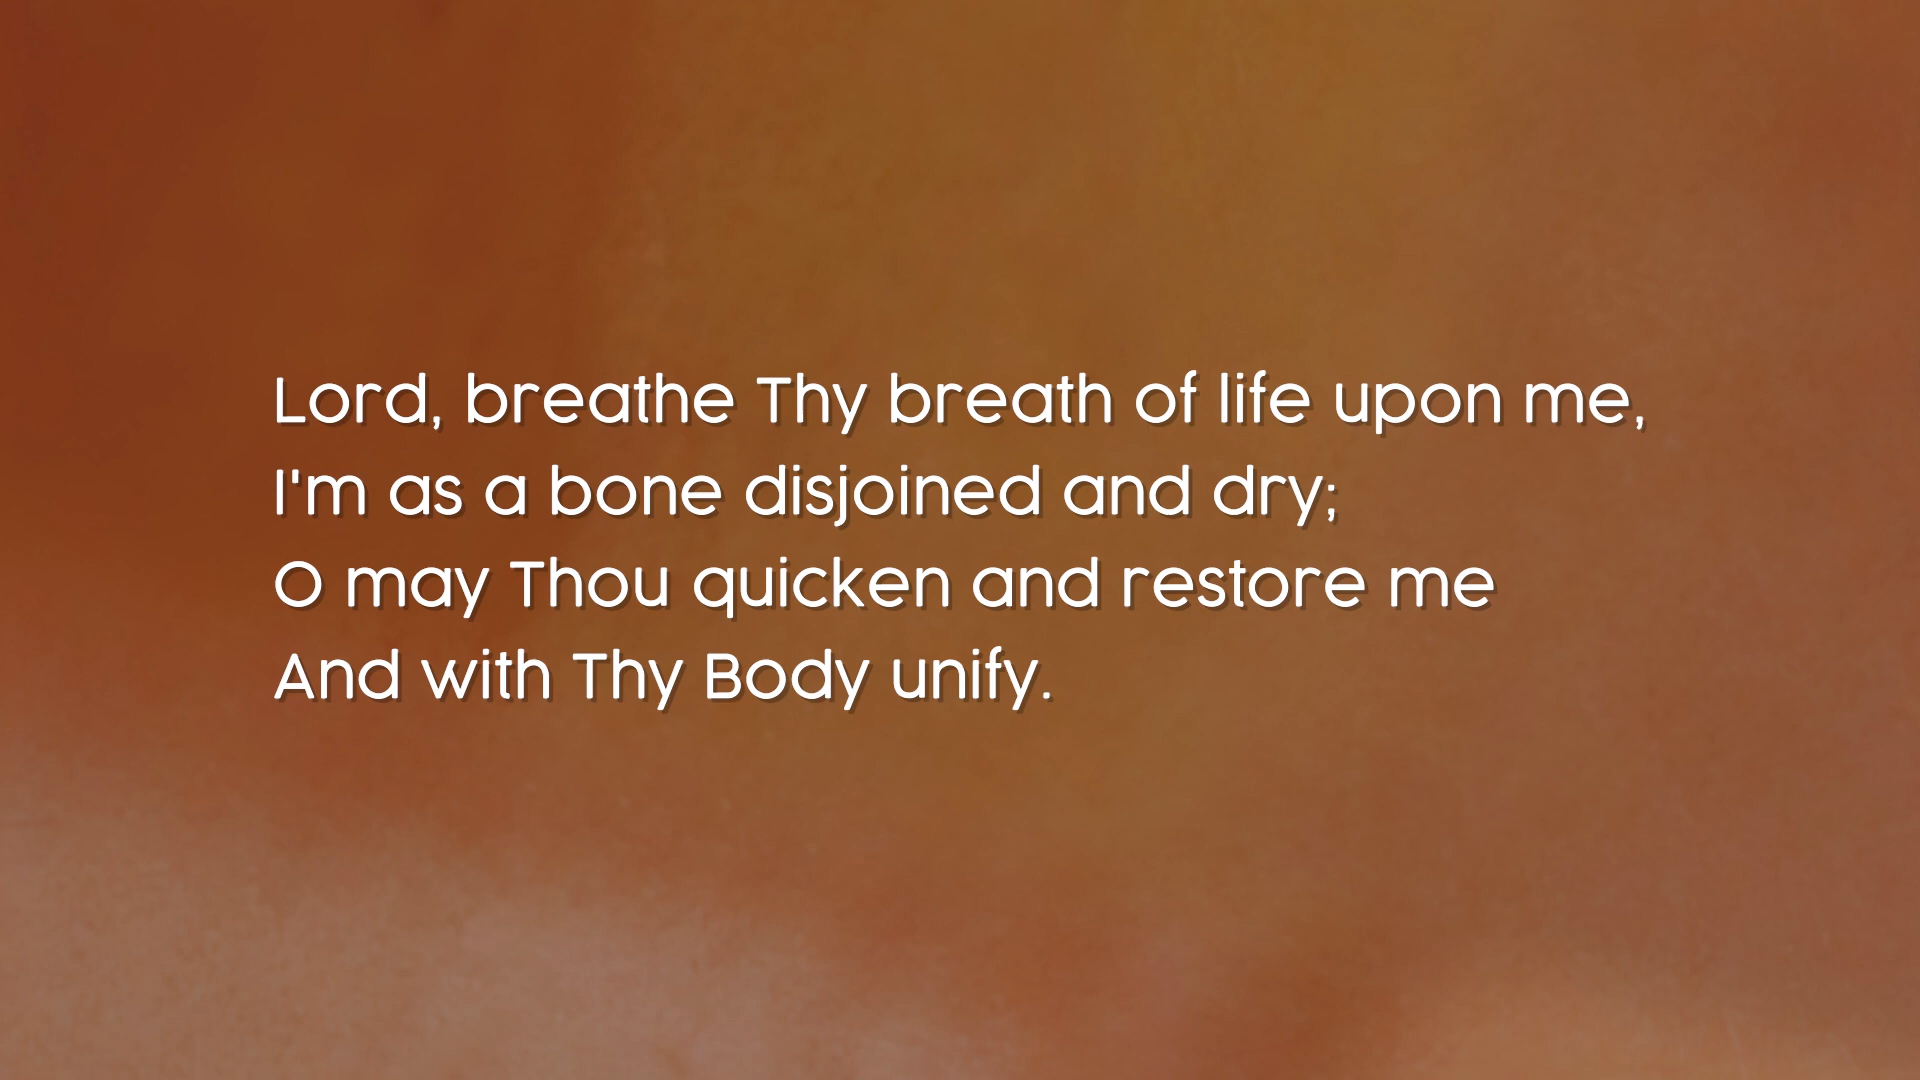 Lord, breathe Thy breath of life upon me,
I'm as a bone disjoined and dry;
O may Thou quicken and restore me
And with Thy Body unify.